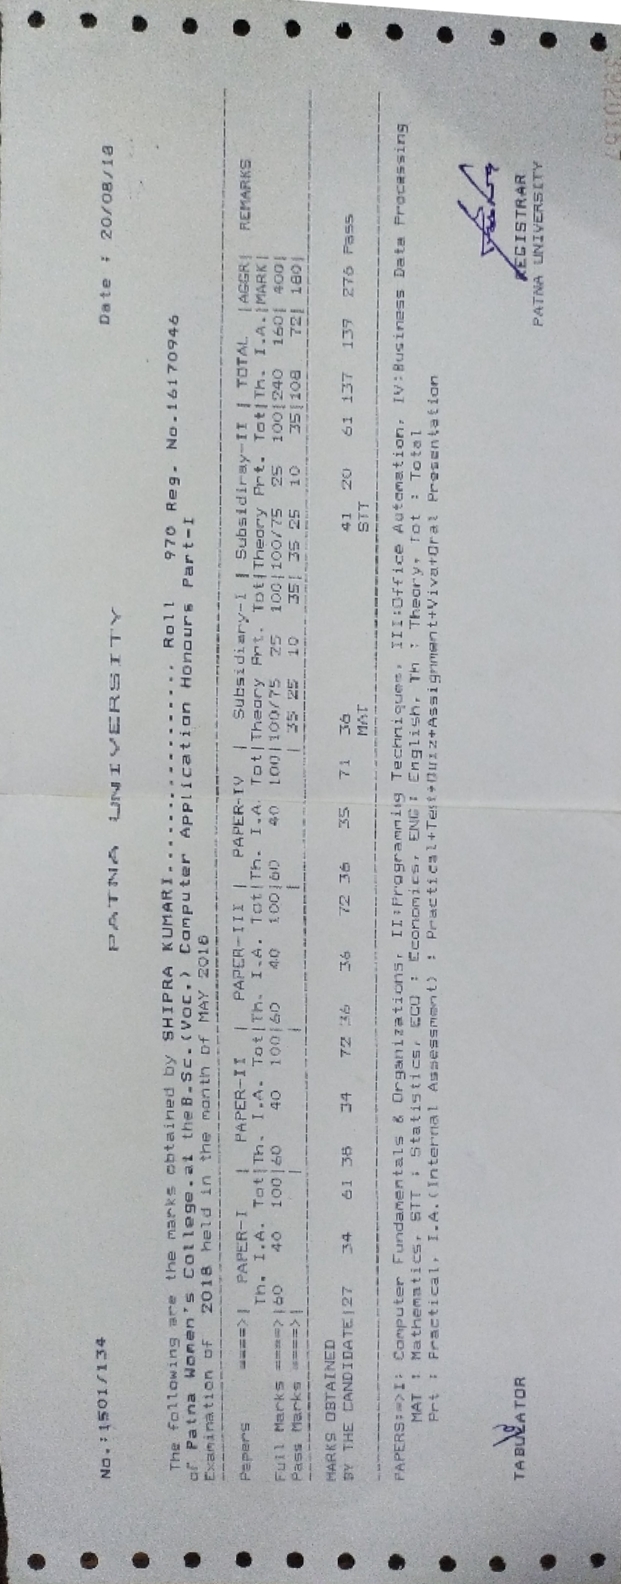 3920157
No.:1501/134
PATNA UNIVERSITY
Date : 20/08/18
The following are the marks obtained by SHIPRA KUMARI................ Roll 970 Reg. No.16170946
of Patna Women's College.at the B.Sc.(Voc.) Computer Application Honours Part-I
Examination of 2018 held in the month of MAY 2018
Papers ====>| PAPER-I | PAPER-II | PAPER-III | PAPER-IV | Subsidiary-I | Subsidiray-II | TOTAL |AGGR| REMARKS
Th. I.A. Tot|Th. I.A. Tot|Th. I.A. Tot|Th. I.A. Tot|Theory Prt. Tot|Theory Prt. Tot|Th. I.A.|MARK|
Full Marks ====>|60 40 100|60 40 100|60 40 100|60 40 100|100/75 25 100|100/75 25 100|240 160| 400|
Pass Marks ====>| | | | | 35 25 10 35| 35 25 10 35|108 72| 180|
MARKS OBTAINED
BY THE CANDIDATE|27 34 61 38 34 72 36 36 72 36 35 71 36 41 20 61 137 139 276 Pass
MAT STT
PAPERS:=>I: Computer Fundamentals & Organizations, II:Programmig Techniques, III:Office Automation, IV:Business Data Processing
MAT : Mathematics, STT : Statistics, ECO : Economics, ENG : English, Th : Theory, Tot : Total
Prt : Practical, I.A.(Internal Assessment) : Practical+Test+Quiz+Assignment+Viva+Oral Presentation
TABULATOR
REGISTRAR
PATNA UNIVERSITY